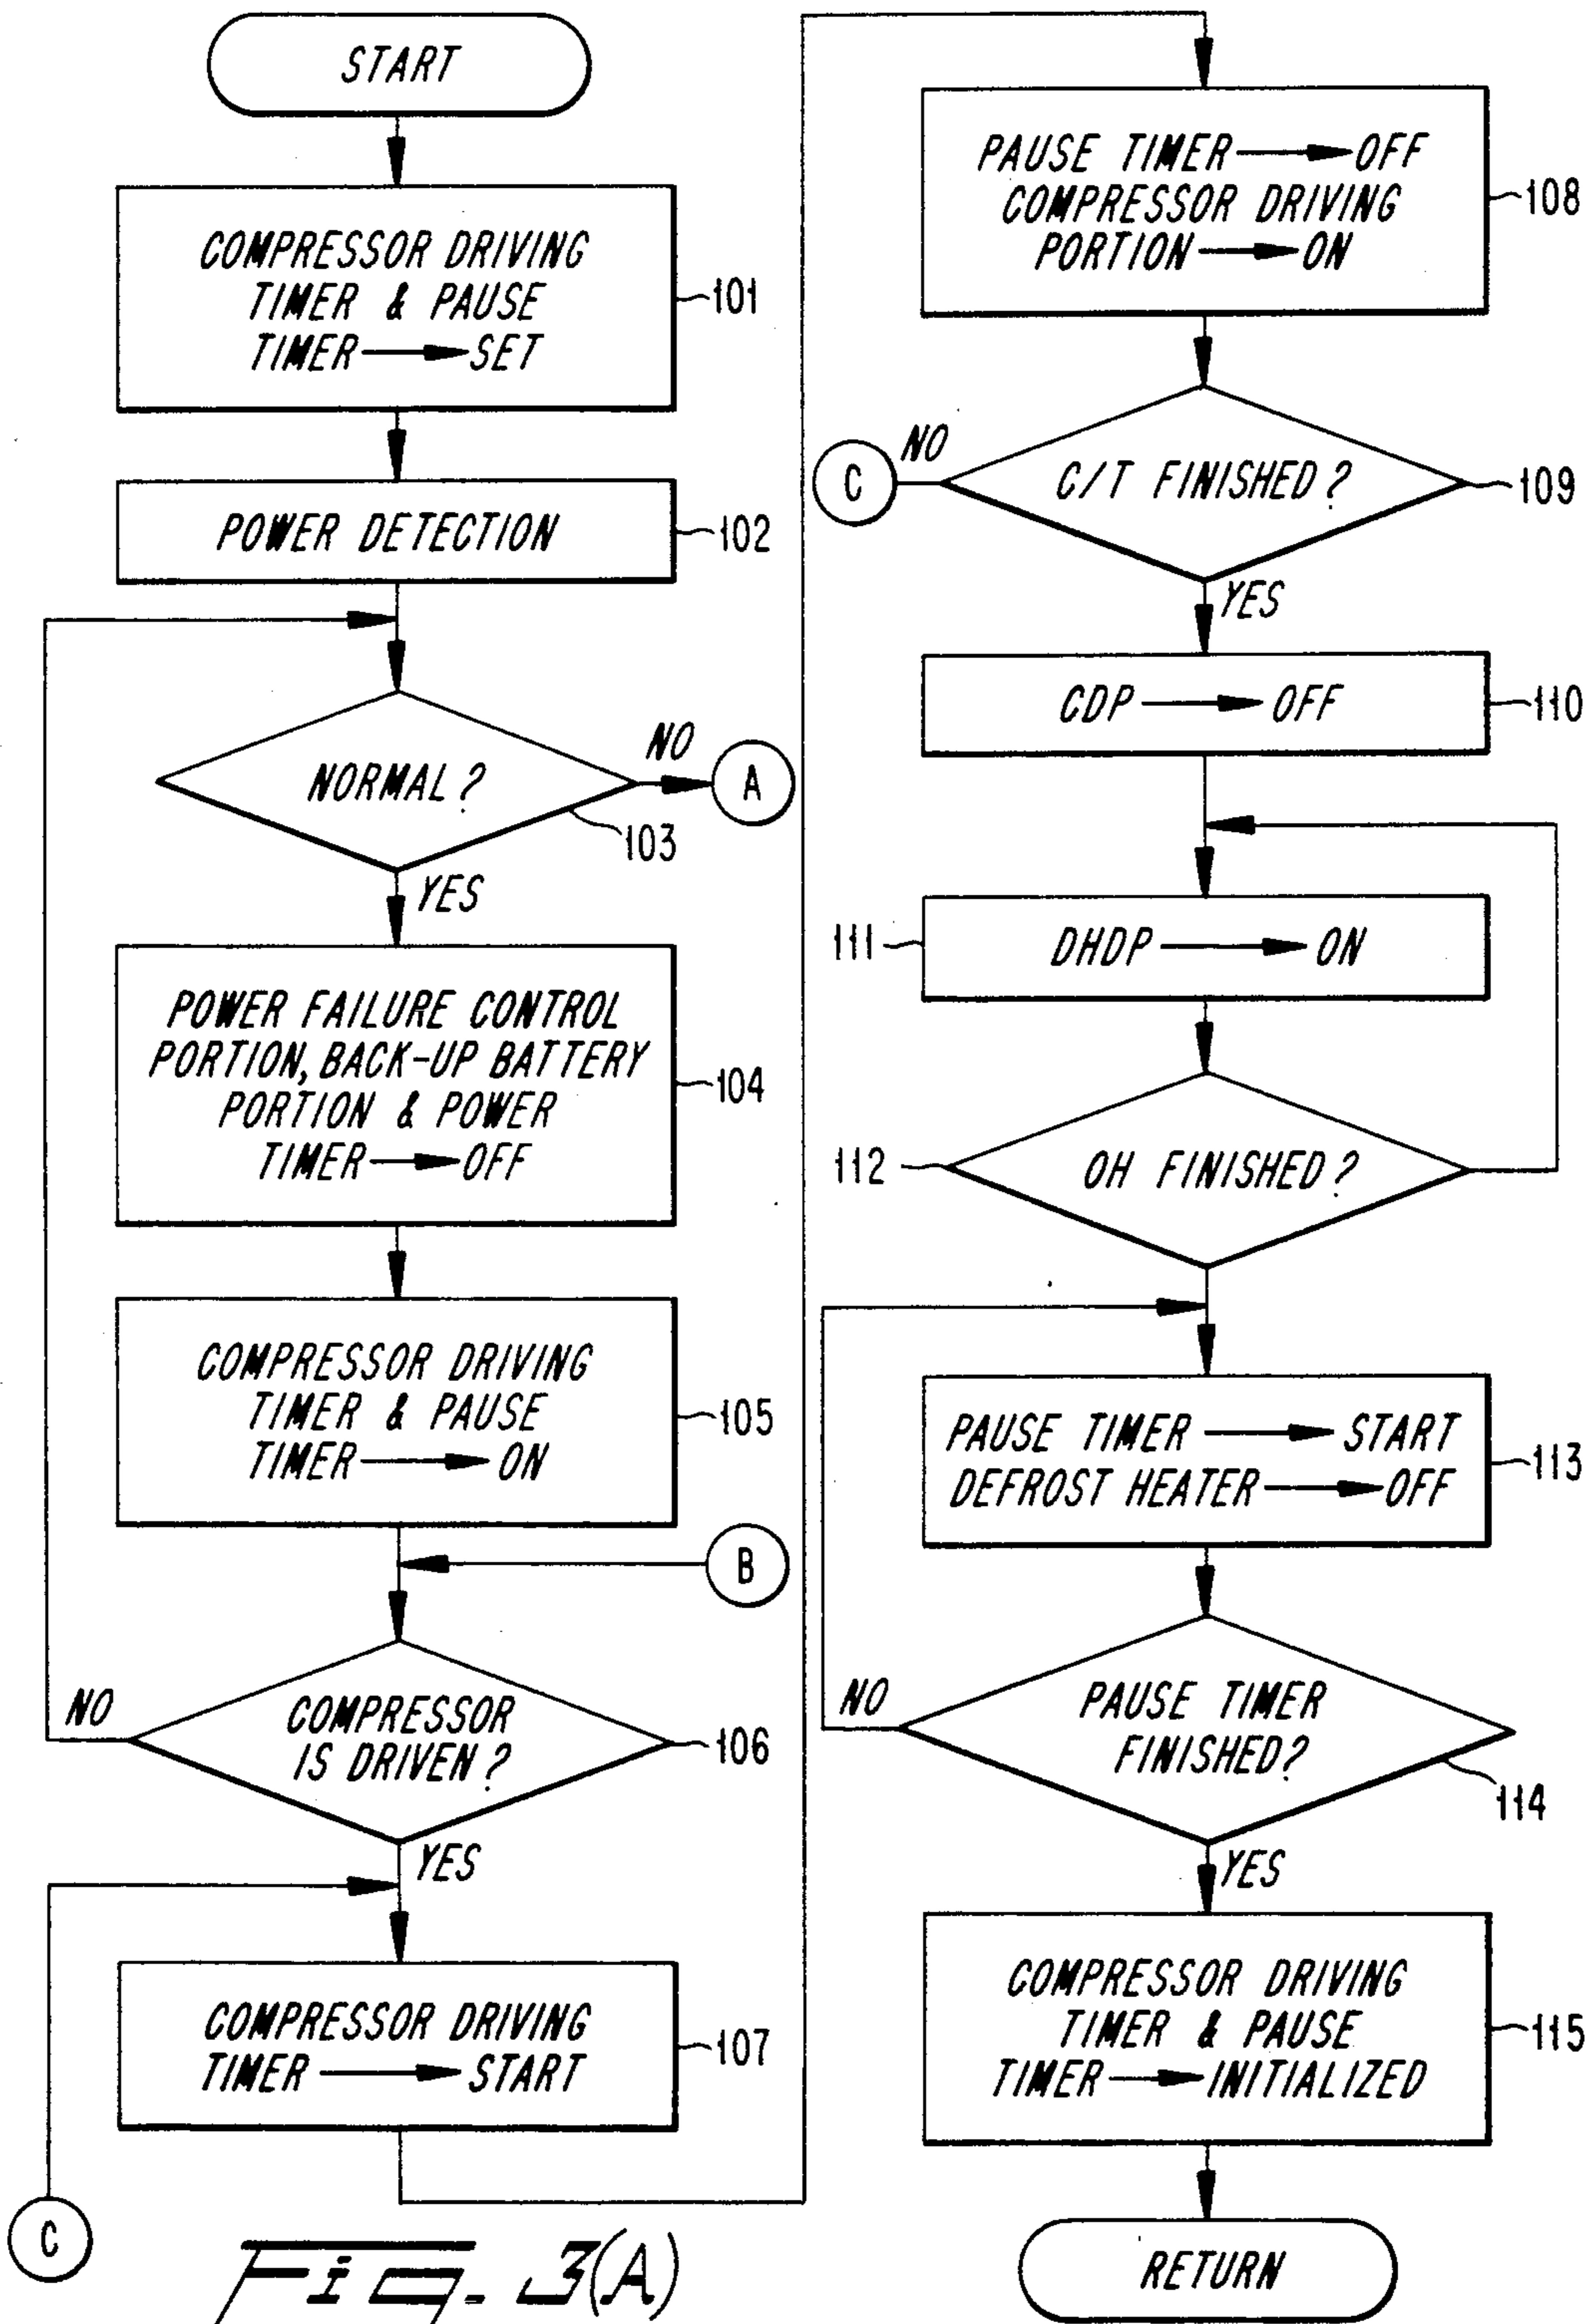 START
COMPRESSOR DRIVING
TIMER & PAUSE
TIMER → SET
101
POWER DETECTION
102
NORMAL?
NO
A
103
YES
POWER FAILURE CONTROL
PORTION, BACK-UP BATTERY
PORTION & POWER
TIMER → OFF
104
COMPRESSOR DRIVING
TIMER & PAUSE
TIMER → ON
105
B
COMPRESSOR
IS DRIVEN?
NO
106
YES
COMPRESSOR DRIVING
TIMER → START
107
C
PAUSE TIMER → OFF
COMPRESSOR DRIVING
PORTION → ON
108
C
NO
C/T FINISHED?
109
YES
CDP → OFF
110
111
DHDP → ON
112
OH FINISHED?
PAUSE TIMER → START
DEFROST HEATER → OFF
113
NO
PAUSE TIMER
FINISHED?
114
YES
COMPRESSOR DRIVING
TIMER & PAUSE
TIMER → INITIALIZED
115
RETURN
Fig. 3(A)